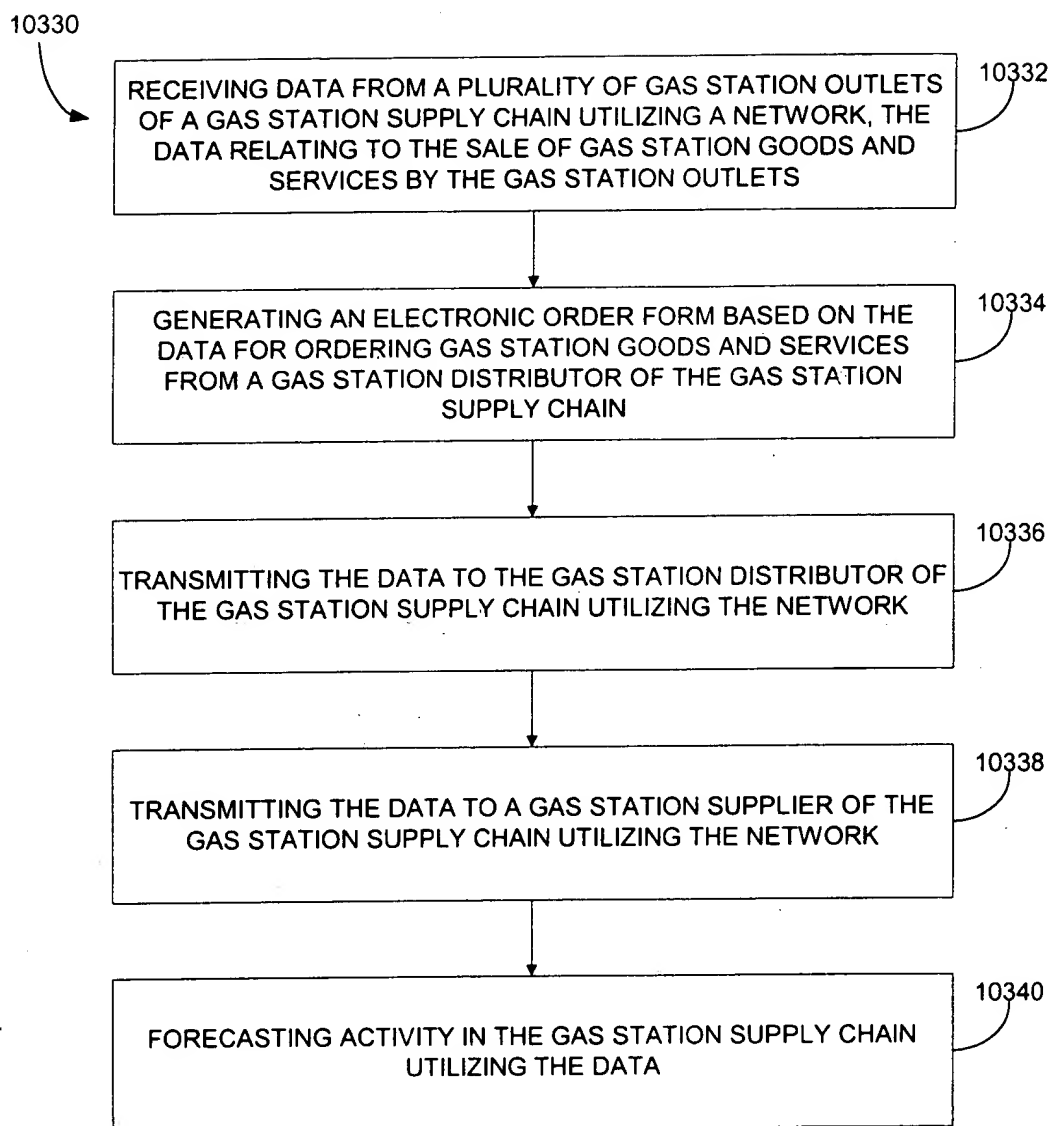 10330
RECEIVING DATA FROM A PLURALITY OF GAS STATION OUTLETS
OF A GAS STATION SUPPLY CHAIN UTILIZING A NETWORK, THE
DATA RELATING TO THE SALE OF GAS STATION GOODS AND
SERVICES BY THE GAS STATION OUTLETS
10332
GENERATING AN ELECTRONIC ORDER FORM BASED ON THE
DATA FOR ORDERING GAS STATION GOODS AND SERVICES
FROM A GAS STATION DISTRIBUTOR OF THE GAS STATION
SUPPLY CHAIN
10334
TRANSMITTING THE DATA TO THE GAS STATION DISTRIBUTOR OF
THE GAS STATION SUPPLY CHAIN UTILIZING THE NETWORK
10336
TRANSMITTING THE DATA TO A GAS STATION SUPPLIER OF THE
GAS STATION SUPPLY CHAIN UTILIZING THE NETWORK
10338
FORECASTING ACTIVITY IN THE GAS STATION SUPPLY CHAIN
UTILIZING THE DATA
10340